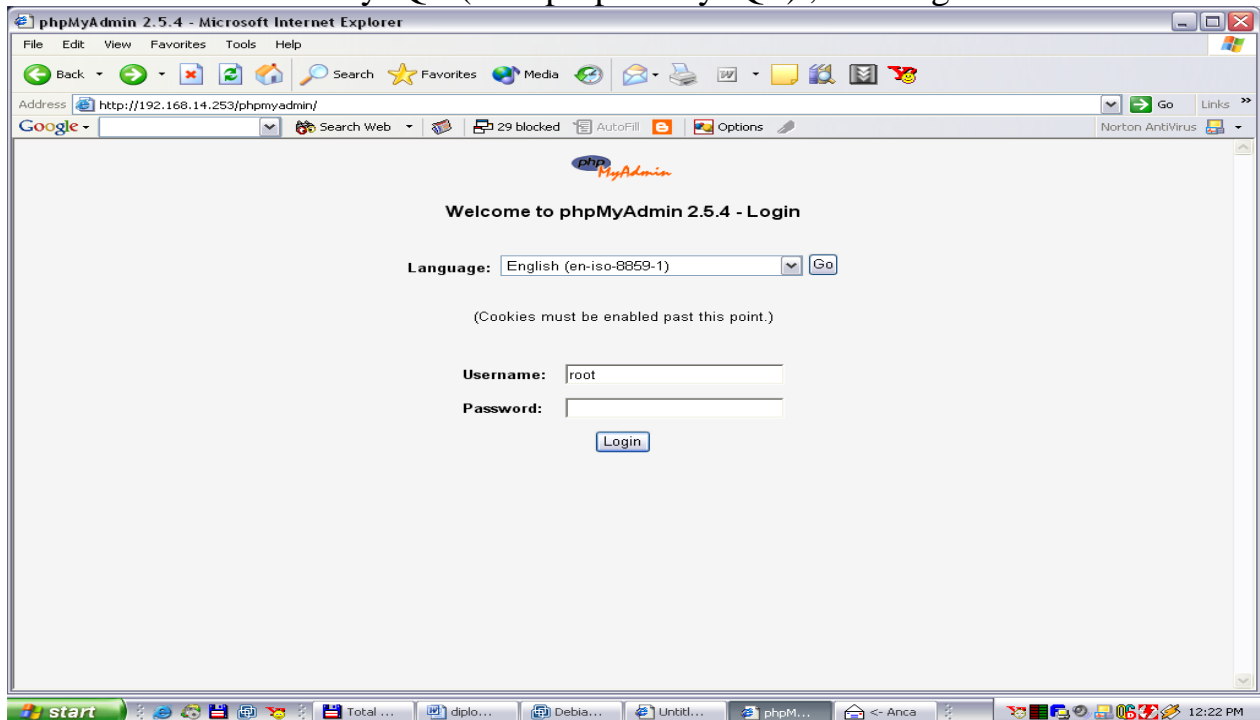 phpMyAdmin 2.5.4 - Microsoft Internet Explorer
File Edit View Favorites Tools Help
Back Search Favorites Media
Address http://192.168.14.253/phpmyadmin/ Go Links »
Google Search Web 29 blocked AutoFill Options Norton AntiVirus
php
MyAdmin
Welcome to phpMyAdmin 2.5.4 - Login
Language: English (en-iso-8859-1) Go
(Cookies must be enabled past this point.)
Username: root
Password:
Login
start Total ... diplo... Debia... Untitl... phpM... <- Anca 12:22 PM